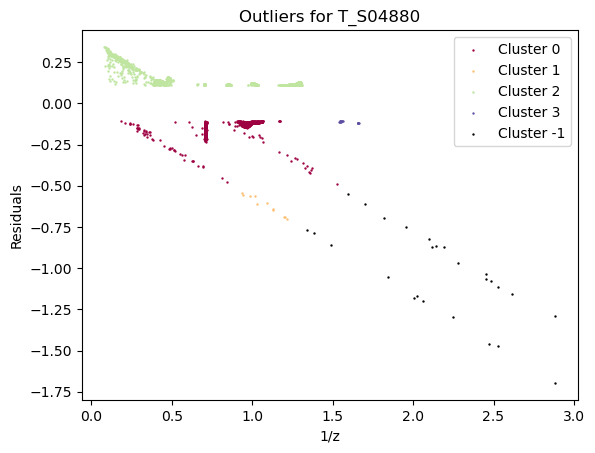 Outliers for T_S04880
Cluster 0
Cluster 1
Cluster 2
Cluster 3
Cluster -1
Residuals
0.25
0.00
−0.25
−0.50
−0.75
−1.00
−1.25
−1.50
−1.75
0.0 0.5 1.0 1.5 2.0 2.5 3.0
1/z